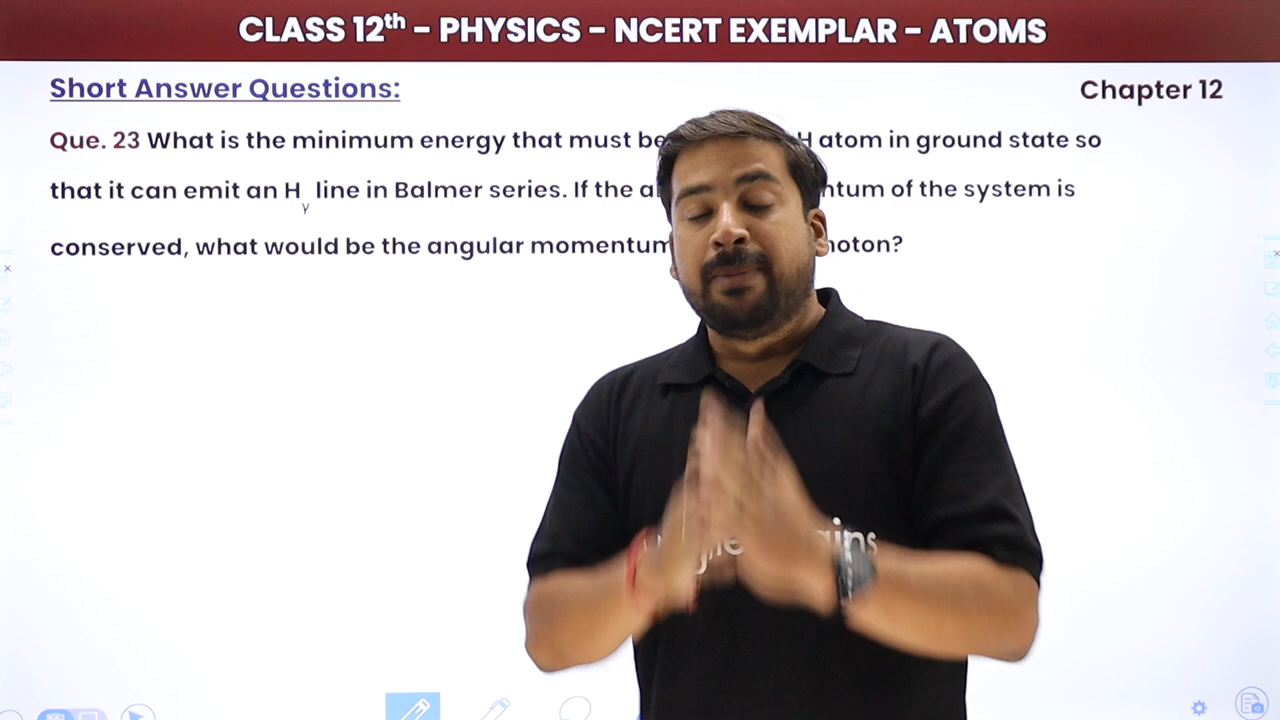 CLASS 12th – PHYSICS – NCERT EXEMPLAR – ATOMS
Short Answer Questions:
Chapter 12
Que. 23 What is the minimum energy that must be H atom in ground state so
that it can emit an Hγ line in Balmer series. If the of the system is
conserved, what would be the angular momentum